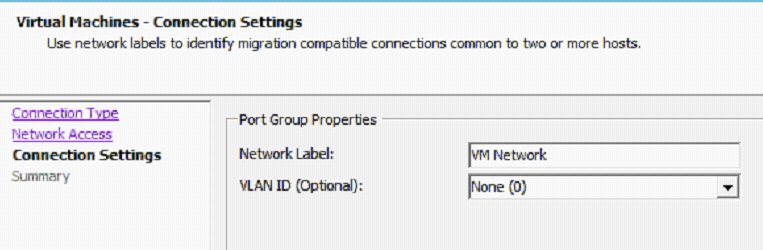 Virtual Machines - Connection Settings
Use network labels to identify migration compatible connections common to two or more hosts.
Connection Type
Network Access
Connection Settings
Summary
Port Group Properties
Network Label:
VM Network
VLAN ID (Optional):
None (0)